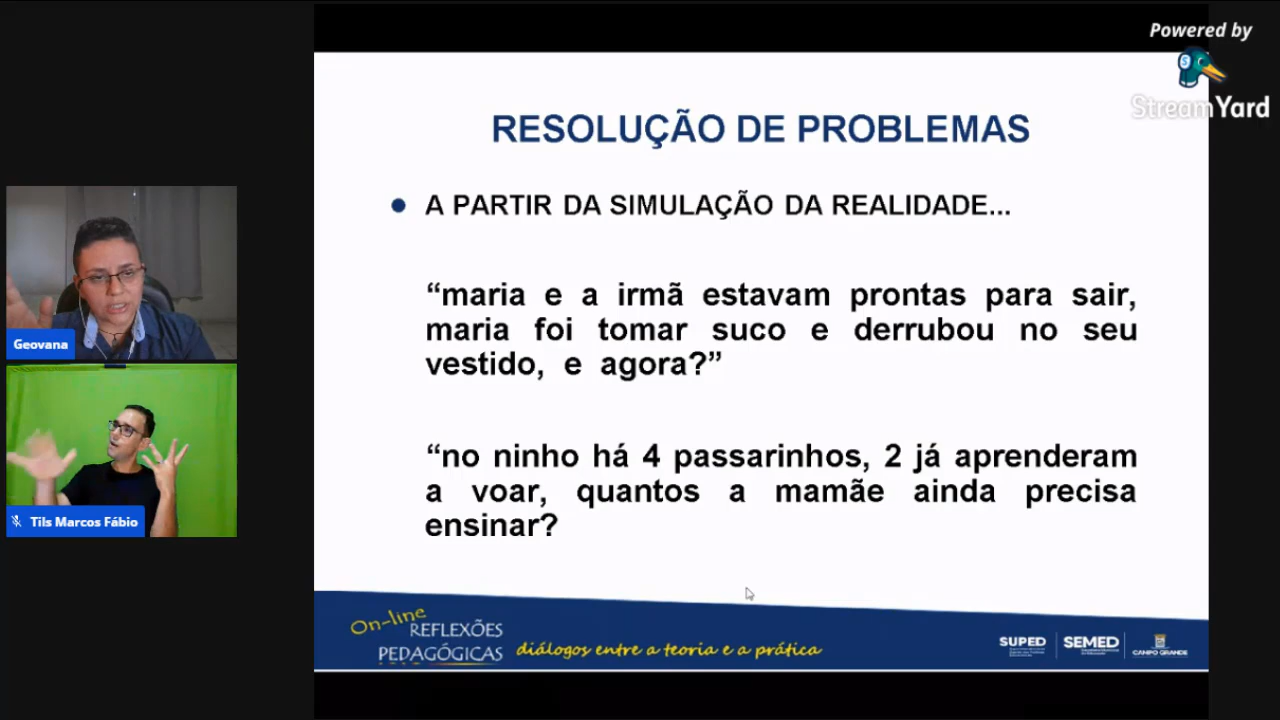 Powered by
StreamYard
RESOLUÇÃO DE PROBLEMAS
A PARTIR DA SIMULAÇÃO DA REALIDADE...
“maria e a irmã estavam prontas para sair,
maria foi tomar suco e derrubou no seu
vestido, e agora?”
“no ninho há 4 passarinhos, 2 já aprenderam
a voar, quantos a mamãe ainda precisa
ensinar?
Geovana
Tils Marcos Fábio
On-line
REFLEXÕES
PEDAGÓGICAS
diálogos entre a teoria e a prática
SUPED
SEMED
CAMPO GRANDE